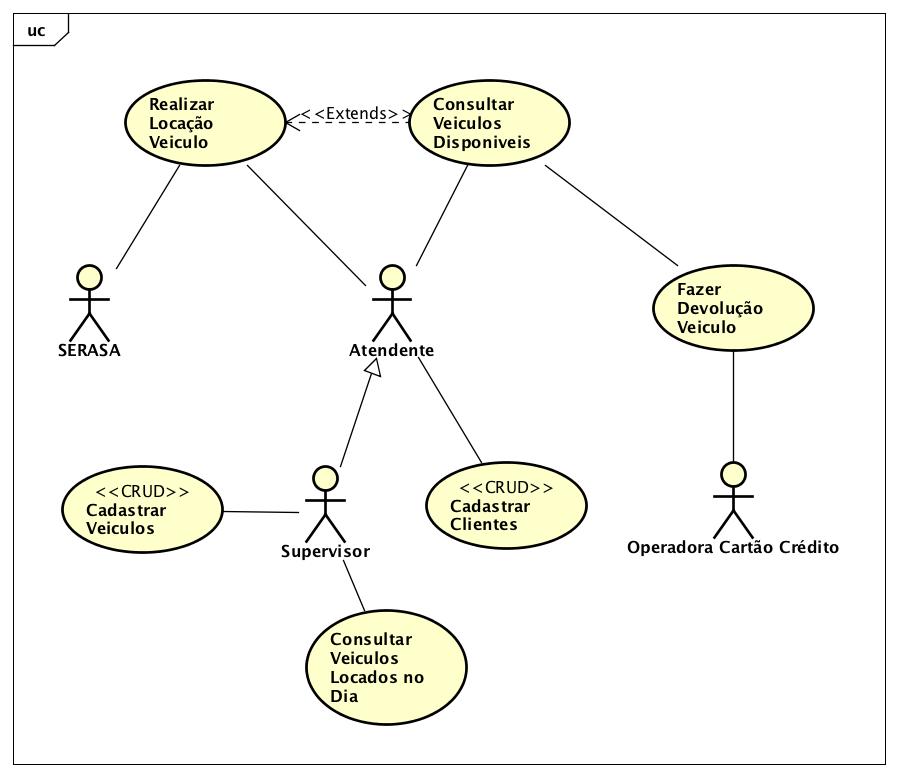 uc
Realizar
Locação
Veiculo
<<Extends>>
Consultar
Veiculos
Disponiveis
SERASA
Atendente
Fazer
Devolução
Veiculo
<<CRUD>>
Cadastrar
Veiculos
Supervisor
<<CRUD>>
Cadastrar
Clientes
Operadora Cartão Crédito
Consultar
Veiculos
Locados no
Dia